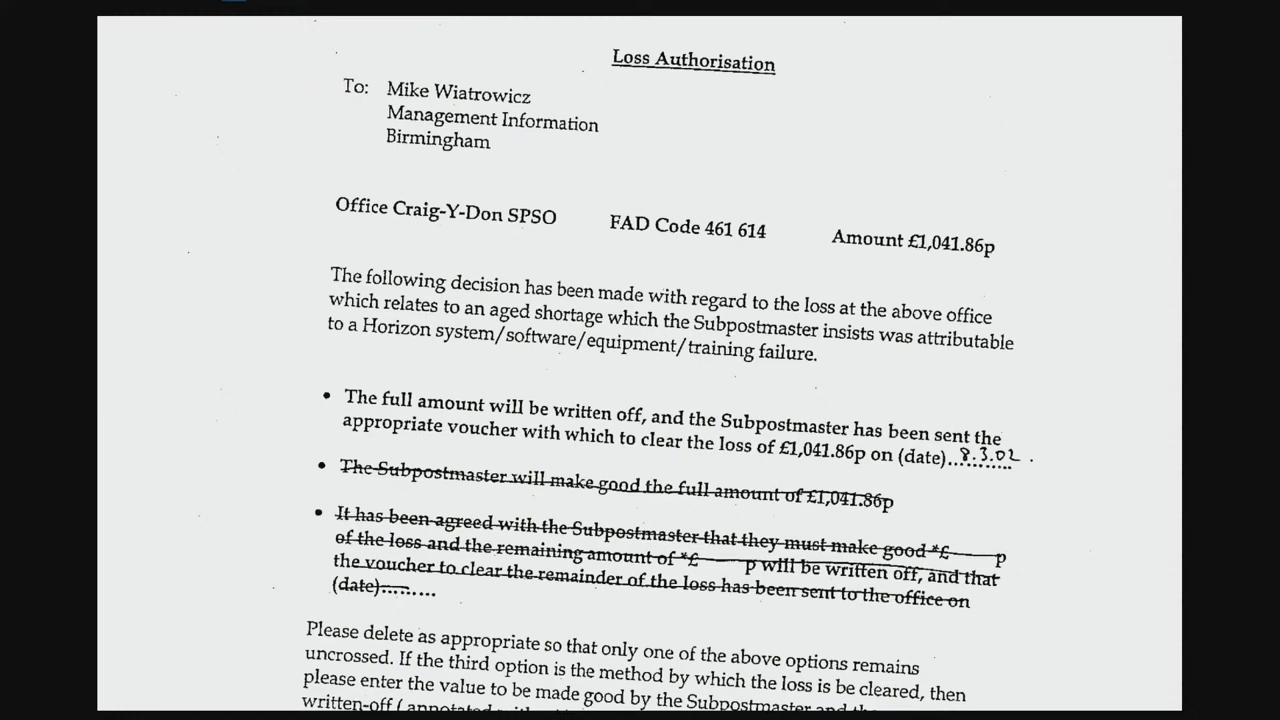 Loss Authorisation
To: Mike Wiatrowicz
Management Information
Birmingham
Office Craig-Y-Don SPSO FAD Code 461 614 Amount £1,041.86p
The following decision has been made with regard to the loss at the above office
which relates to an aged shortage which the Subpostmaster insists was attributable
to a Horizon system/software/equipment/training failure.
• The full amount will be written off, and the Subpostmaster has been sent the
appropriate voucher with which to clear the loss of £1,041.86p on (date)...8.3.02.
• The Subpostmaster will make good the full amount of £1,041.86p
• It has been agreed with the Subpostmaster that they must make good *£ p
of the loss and the remaining amount of *£ p will be written off, and that
the voucher to clear the remainder of the loss has been sent to the office on
(date).........
Please delete as appropriate so that only one of the above options remains
uncrossed. If the third option is the method by which the loss is be cleared, then
please enter the value to be made good by the Subpostmaster and the
written-off (annotated